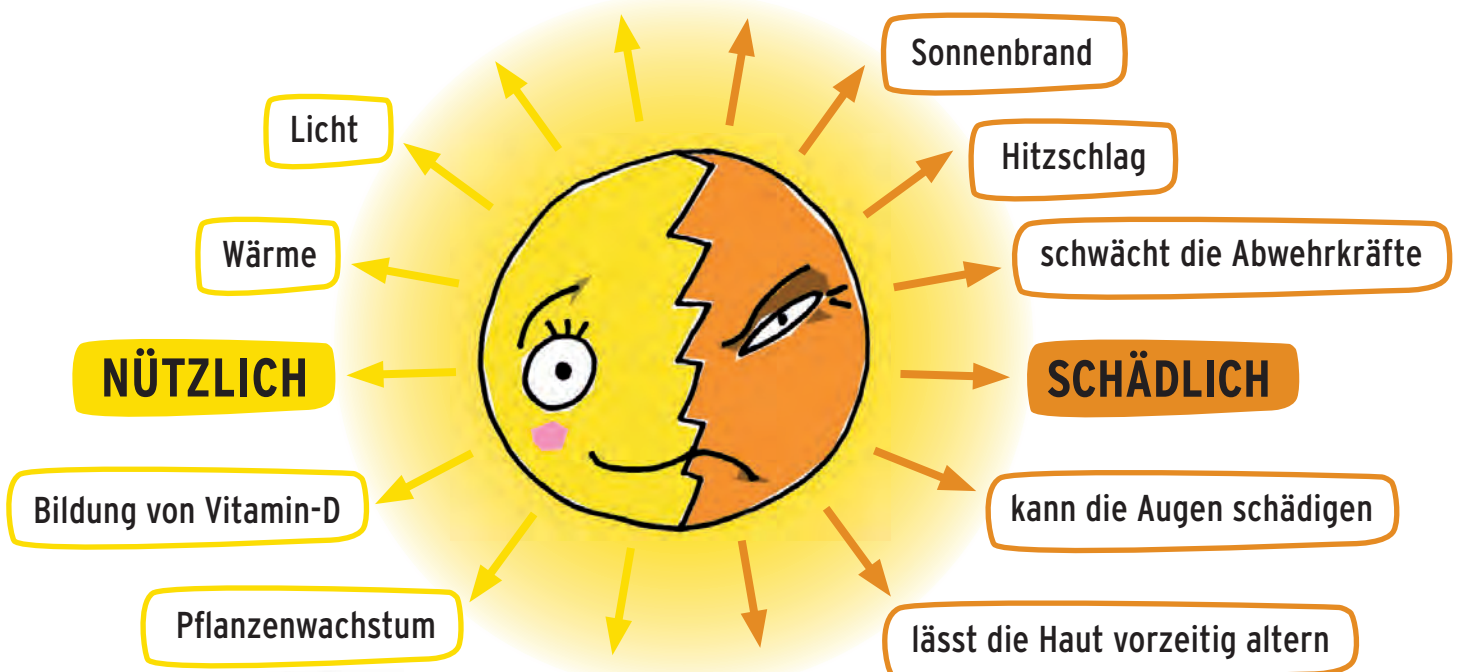 Licht
Wärme
NÜTZLICH
Bildung von Vitamin-D
Pflanzenwachstum
Sonnenbrand
Hitzschlag
schwächt die Abwehrkräfte
SCHÄDLICH
kann die Augen schädigen
lässt die Haut vorzeitig altern